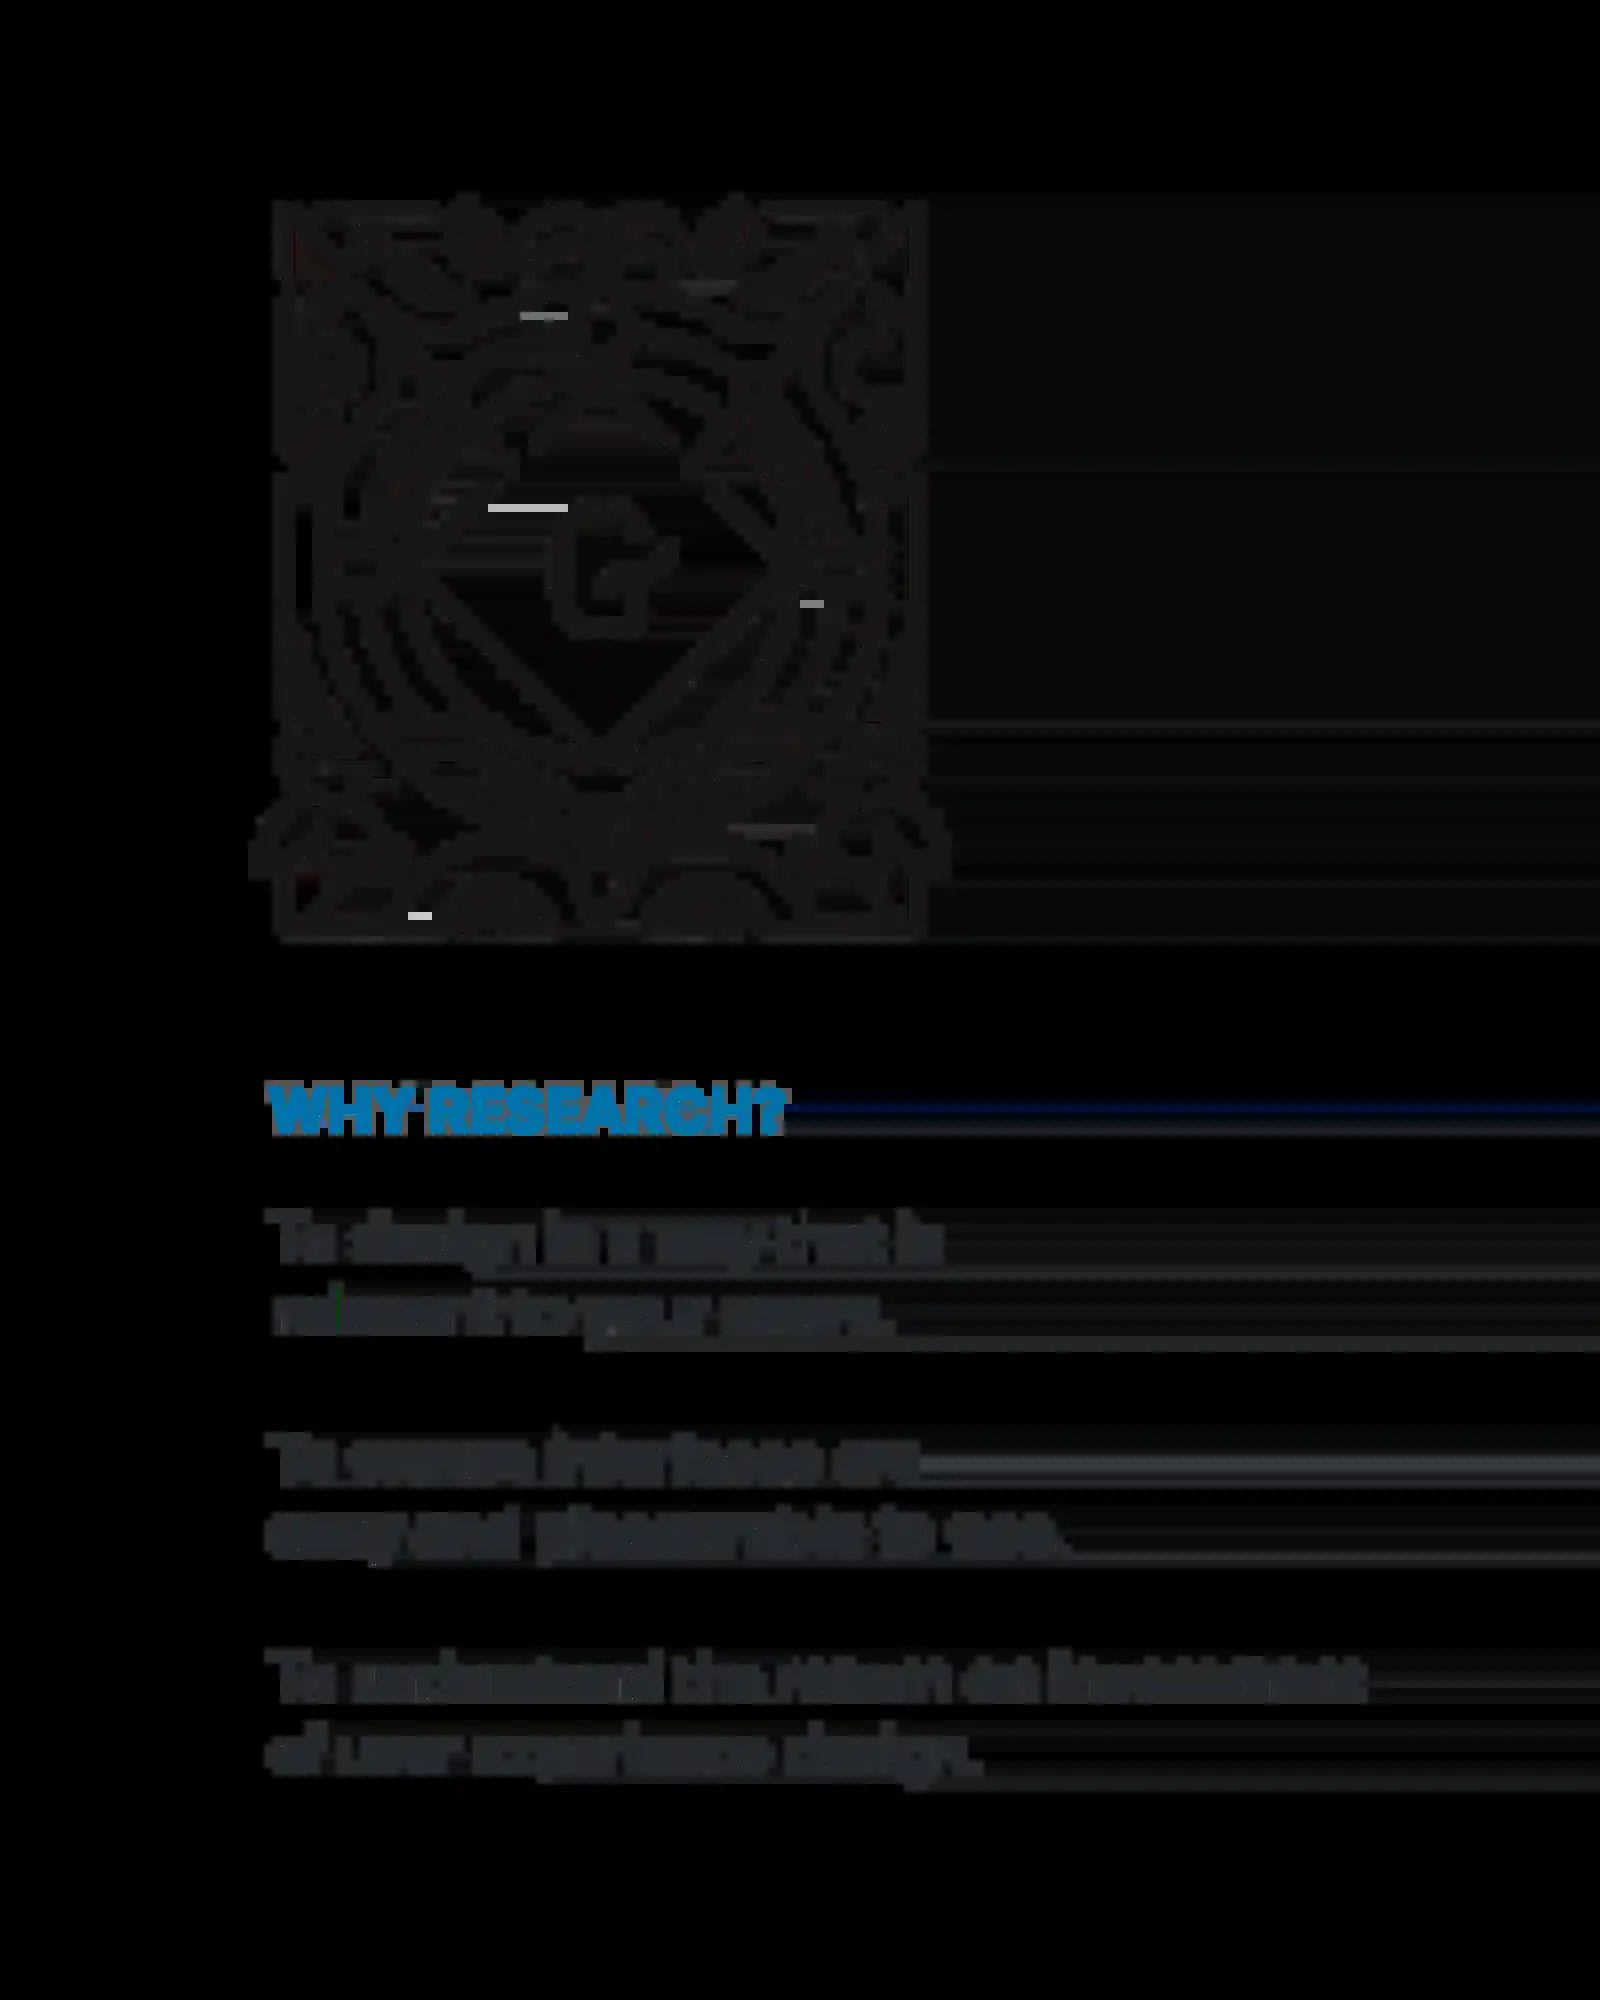 G
WHY RESEARCH?
To design in a way that is
relevant to your users.
To ensure interfaces are
easy and pleasurable to use.
To understand the return on investment
of user experience design.